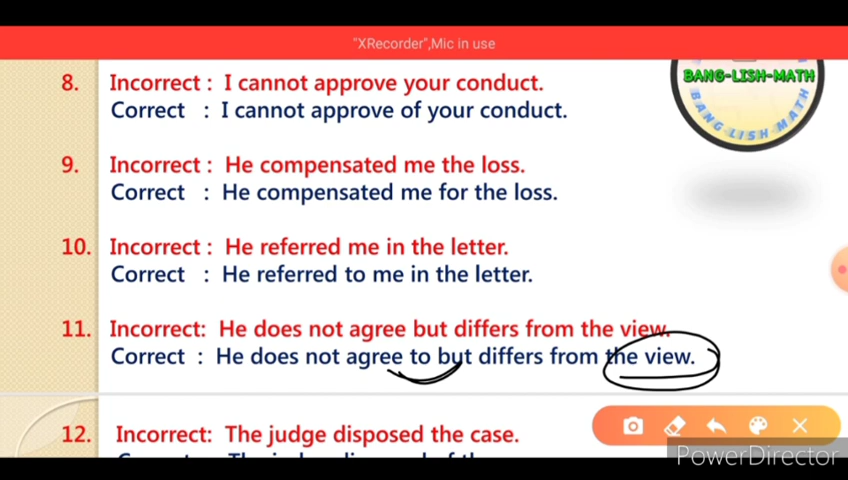 "XRecorder",Mic in use
8. Incorrect : I cannot approve your conduct.
Correct : I cannot approve of your conduct.
BANG-LISH-MATH
BANG LISH MATH
9. Incorrect : He compensated me the loss.
Correct : He compensated me for the loss.
10. Incorrect : He referred me in the letter.
Correct : He referred to me in the letter.
11. Incorrect: He does not agree but differs from the view.
Correct : He does not agree to but differs from the view.
12. Incorrect: The judge disposed the case.
PowerDirector